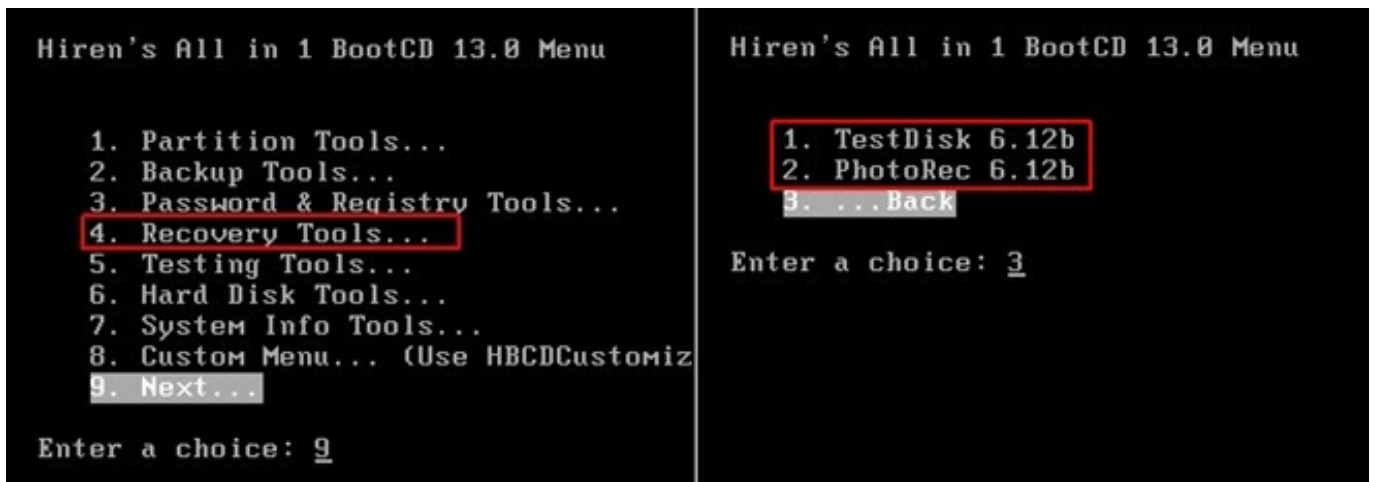 Hiren's All in 1 BootCD 13.0 Menu
1. Partition Tools...
2. Backup Tools...
3. Password & Registry Tools...
4. Recovery Tools...
5. Testing Tools...
6. Hard Disk Tools...
7. System Info Tools...
8. Custom Menu... (Use HBCDCustomiz
9. Next...
Enter a choice: 9
Hiren's All in 1 BootCD 13.0 Menu
1. TestDisk 6.12b
2. PhotoRec 6.12b
3. ...Back
Enter a choice: 3